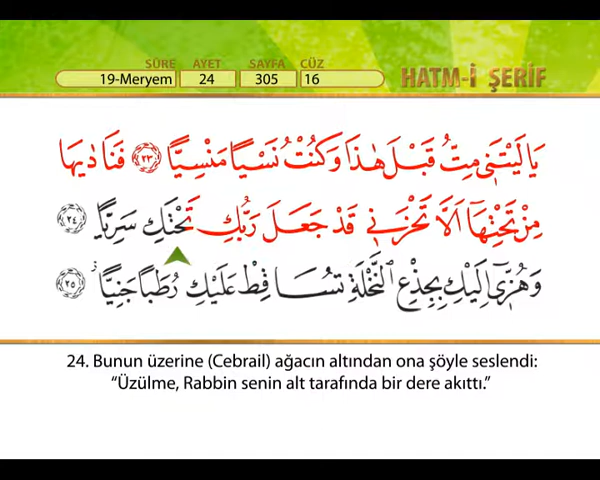 SÛRE AYET SAYFA CÜZ
19-Meryem 24 305 16
HATM-İ ŞERİF
يَا لَيْتَنٖي مِتُّ قَبْلَ هٰذَا وَكُنْتُ نَسْيًا مَنْسِيًّا ﴿٢٣﴾ فَنَادٰيهَا
مِنْ تَحْتِهَٓا اَلَّا تَحْزَنٖي قَدْ جَعَلَ رَبُّكِ تَحْتَكِ سَرِيًّا ﴿٢٤﴾
وَهُزّٖٓي اِلَيْكِ بِجِذْعِ النَّخْلَةِ تُسَاقِطْ عَلَيْكِ رُطَبًا جَنِيًّاۘ ﴿٢٥﴾
24. Bunun üzerine (Cebrail) ağacın altından ona şöyle seslendi:
“Üzülme, Rabbin senin alt tarafında bir dere akıttı.”